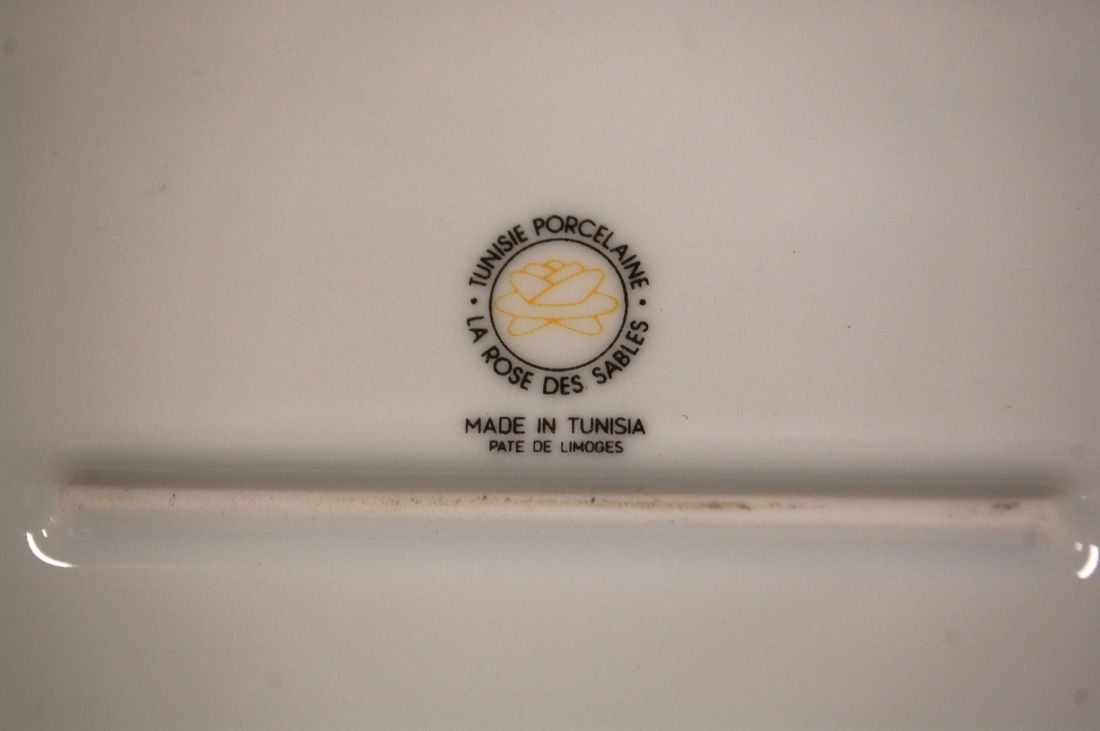 TUNISIE PORCELAINE
• LA ROSE DES SABLES •
MADE IN TUNISIA
PATE DE LIMOGES